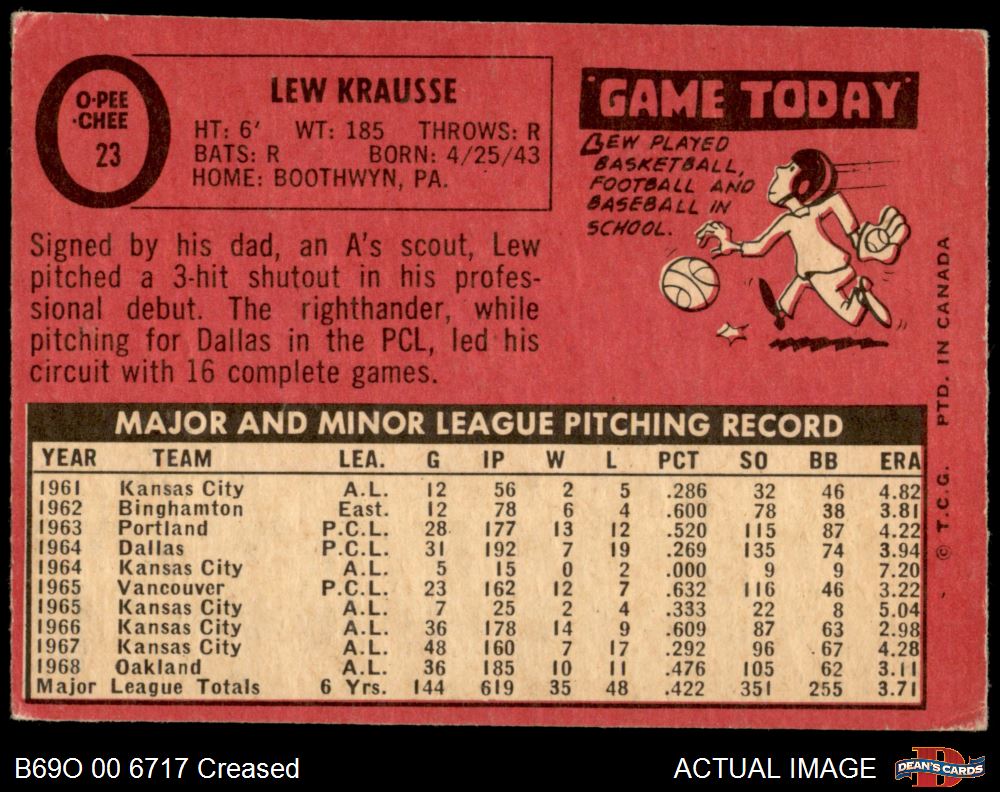 O-PEE
-CHEE
23
LEW KRAUSSE
HT: 6' WT: 185 THROWS: R
BATS: R BORN: 4/25/43
HOME: BOOTHWYN, PA.
Signed by his dad, an A's scout, Lew
pitched a 3-hit shutout in his profes-
sional debut. The righthander, while
pitching for Dallas in the PCL, led his
circuit with 16 complete games.
"GAME TODAY"
LEW PLAYED
BASKETBALL,
FOOTBALL AND
BASEBALL IN
SCHOOL.
© T.C.G. PTD. IN CANADA
MAJOR AND MINOR LEAGUE PITCHING RECORD
YEAR TEAM LEA. G IP W L PCT SO BB ERA
1961 Kansas City A.L. 12 56 2 5 .286 32 46 4.82
1962 Binghamton East. 12 78 6 4 .600 78 38 3.81
1963 Portland P.C.L. 28 177 13 12 .520 115 87 4.22
1964 Dallas P.C.L. 31 192 7 19 .269 135 74 3.94
1964 Kansas City A.L. 5 15 0 2 .000 9 9 7.20
1965 Vancouver P.C.L. 23 162 12 7 .632 116 46 3.22
1965 Kansas City A.L. 7 25 2 4 .333 22 8 5.04
1966 Kansas City A.L. 36 178 14 9 .609 87 63 2.98
1967 Kansas City A.L. 48 160 7 17 .292 96 67 4.28
1968 Oakland A.L. 36 185 10 11 .476 105 62 3.11
Major League Totals 6 Yrs. 144 619 35 48 .422 351 255 3.71
B69O 00 6717 Creased
ACTUAL IMAGE
D
DEAN'S CARDS